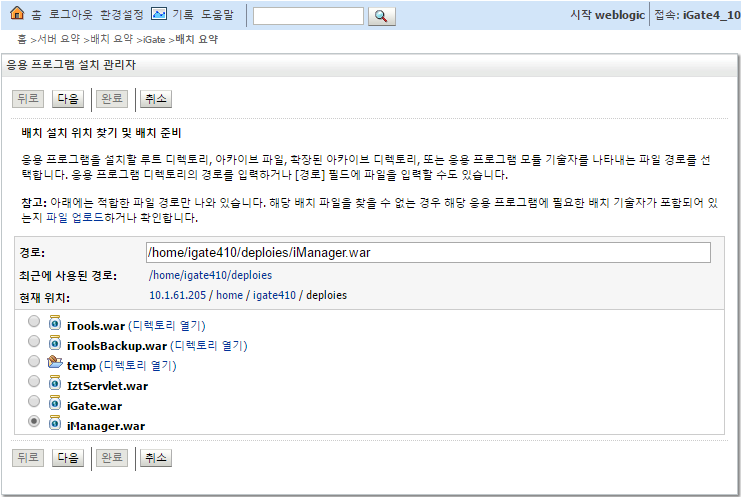 홈 로그아웃 환경설정 기록 도움말 시작 weblogic 접속: iGate4_10
홈 >서버 요약 >배치 요약 >iGate >배치 요약
응용 프로그램 설치 관리자
뒤로 다음 완료 취소
배치 설치 위치 찾기 및 배치 준비
응용 프로그램을 설치할 루트 디렉토리, 아카이브 파일, 확장된 아카이브 디렉토리, 또는 응용 프로그램 모듈 기술자를 나타내는 파일 경로를 선
택합니다. 응용 프로그램 디렉토리의 경로를 입력하거나 [경로] 필드에 파일을 입력할 수도 있습니다.
참고: 아래에는 적합한 파일 경로만 나와 있습니다. 해당 배치 파일을 찾을 수 없는 경우 해당 응용 프로그램에 필요한 배치 기술자가 포함되어 있
는지 파일 업로드하거나 확인합니다.
경로: /home/igate410/deploies/iManager.war
최근에 사용된 경로: /home/igate410/deploies
현재 위치: 10.1.61.205 / home / igate410 / deploies
iTools.war (디렉토리 열기)
iToolsBackup.war (디렉토리 열기)
temp (디렉토리 열기)
IztServlet.war
iGate.war
iManager.war
뒤로 다음 완료 취소